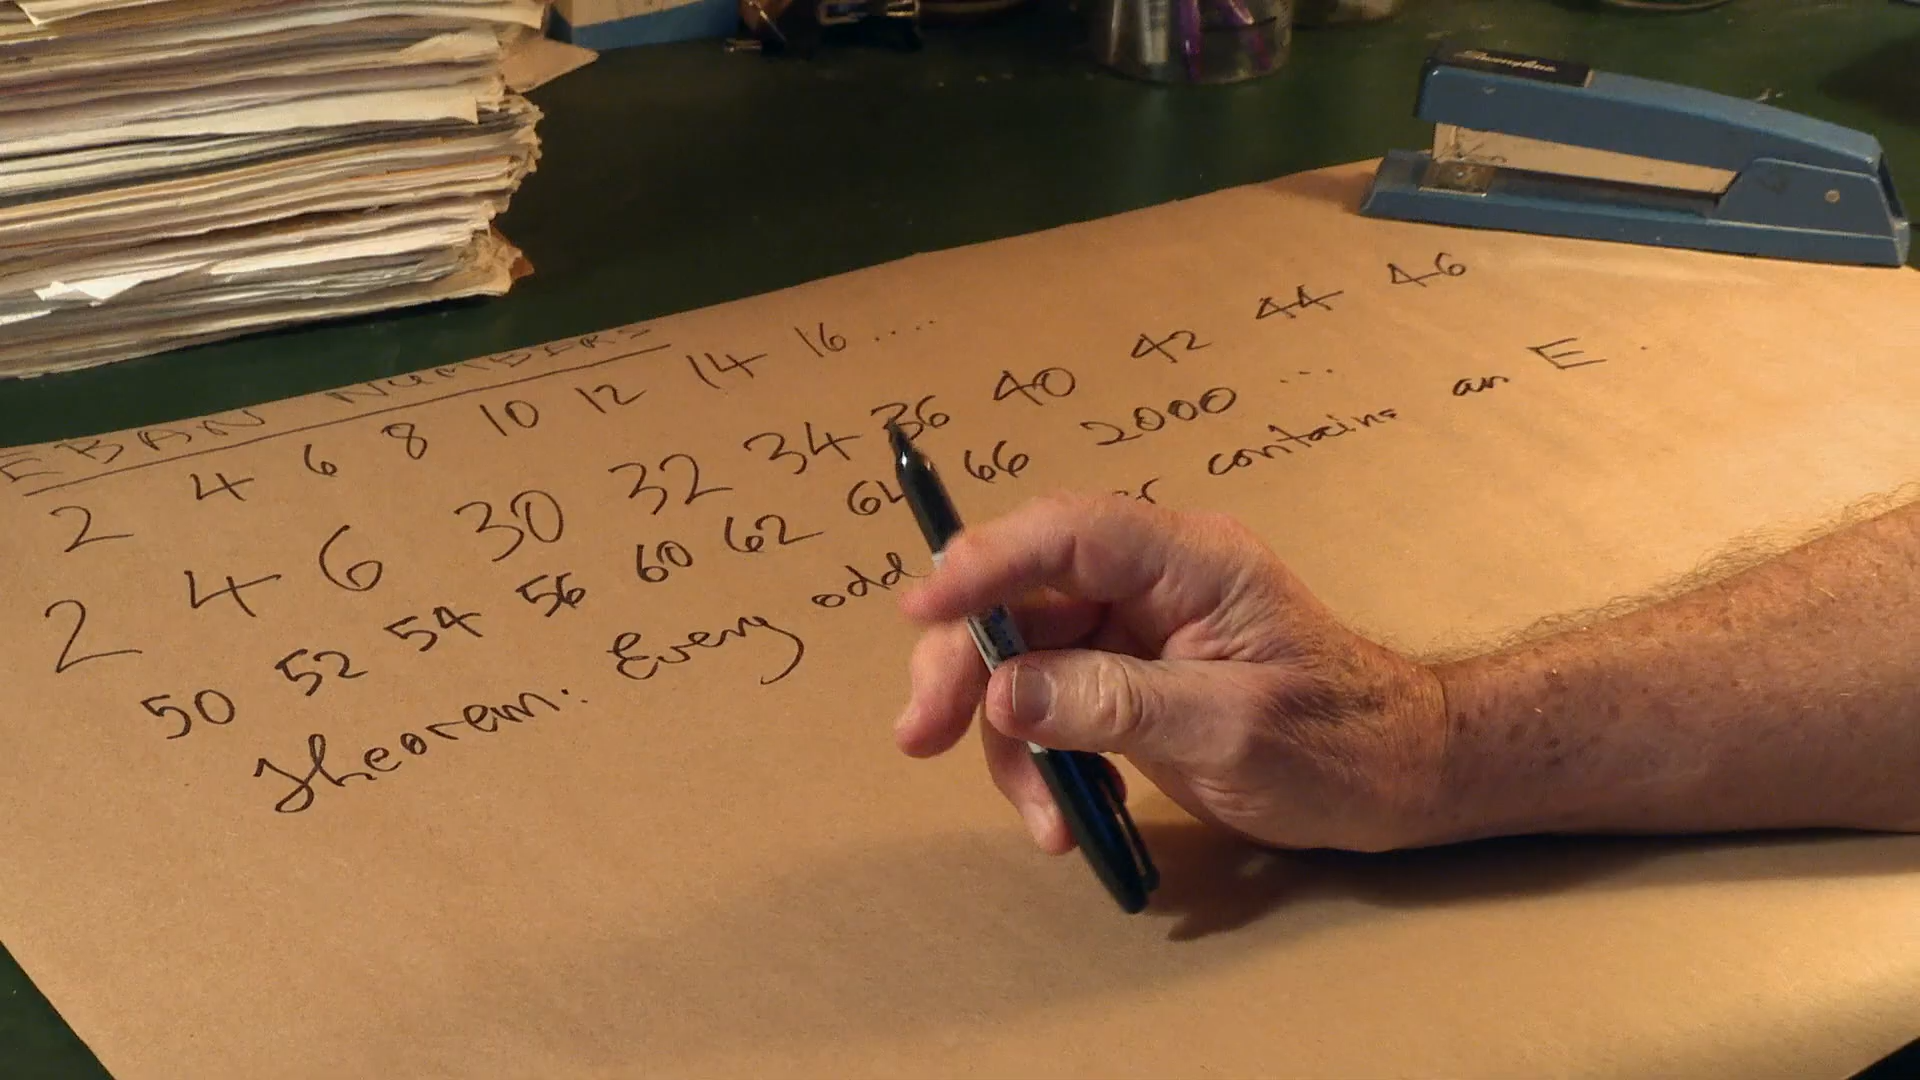 EBAN NUMBERS
2 4 6 8 10 12 14 16 ....
2 4 6 30 32 34 36 40 42 44 46
50 52 54 56 60 62 64 66 2000 ...
Theorem: Every odd contains an E.